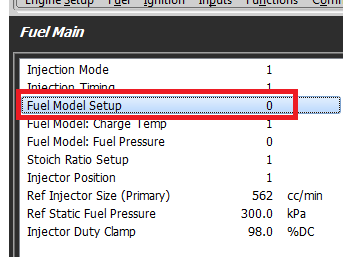 Engine Setup Fuel Ignition Inputs Functions
Fuel Main
Injection Mode 1
Injection Timing 1
Fuel Model Setup 0
Fuel Model: Charge Temp 1
Fuel Model: Fuel Pressure 0
Stoich Ratio Setup 1
Injector Position 1
Ref Injector Size (Primary) 562 cc/min
Ref Static Fuel Pressure 300.0 kPa
Injector Duty Clamp 98.0 %DC